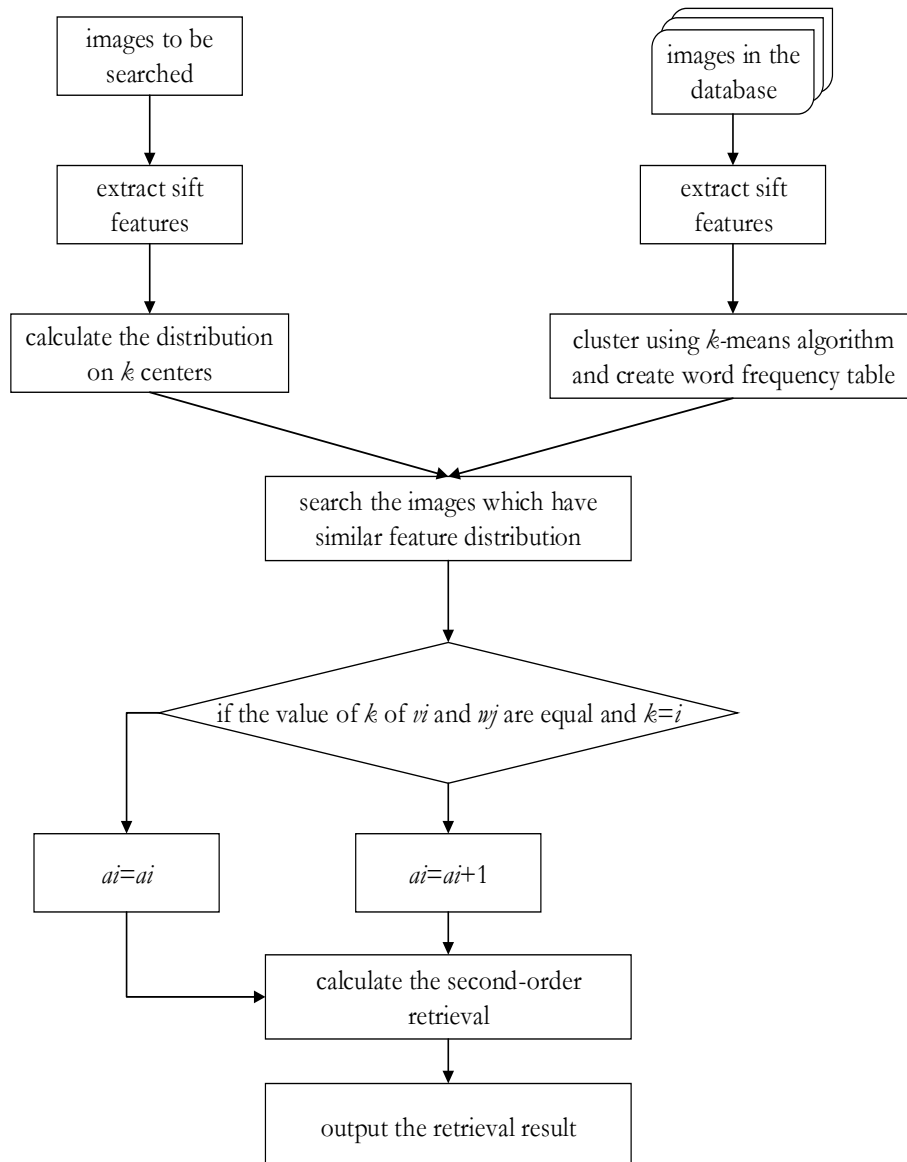 images to be
searched
images in the
database
extract sift
features
extract sift
features
calculate the distribution
on k centers
cluster using k-means algorithm
and create word frequency table
search the images which have
similar feature distribution
if the value of k of vi and wj are equal and k=i
ai=ai
ai=ai+1
calculate the second-order
retrieval
output the retrieval result